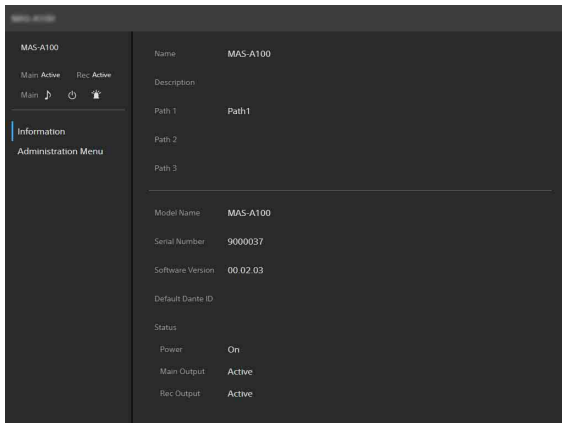 MAS-A100
Main Active Rec Active
Main
Information
Administration Menu
Name MAS-A100
Description
Path 1 Path1
Path 2
Path 3
Model Name MAS-A100
Serial Number 9000037
Software Version 00.02.03
Default Dante ID
Status
Power On
Main Output Active
Rec Output Active